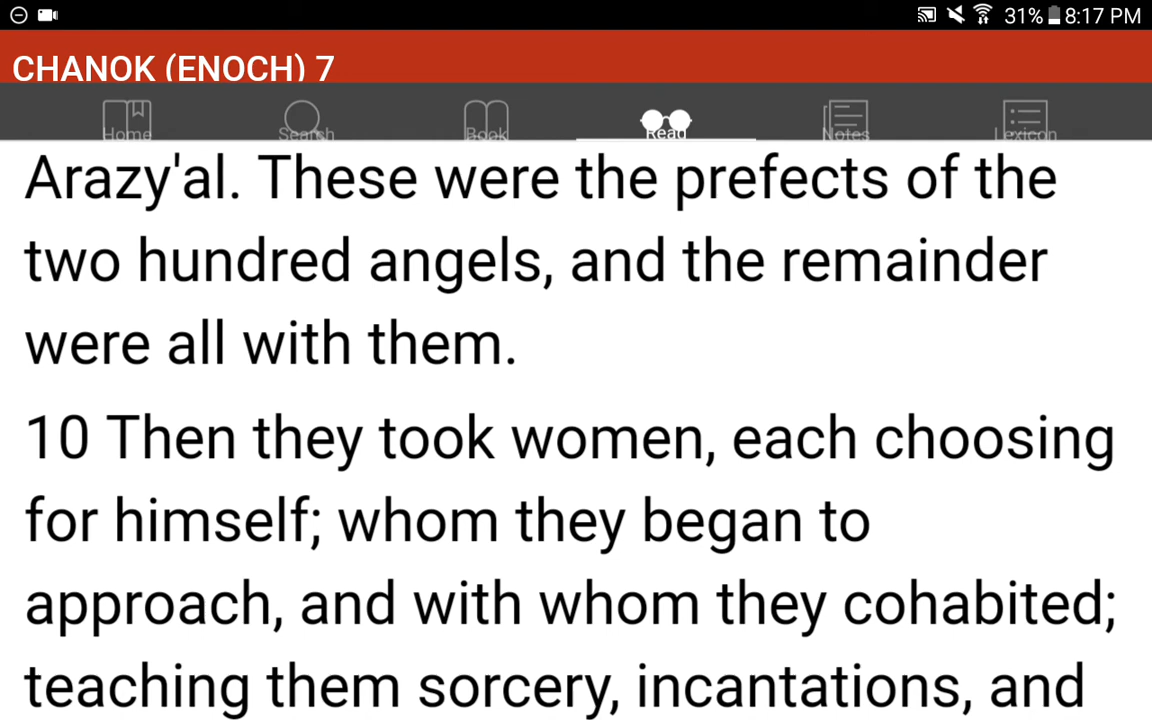 31% 8:17 PM
CHANOK (ENOCH) 7
Home Search Book Read Notes Lexicon
Arazy'al. These were the prefects of the
two hundred angels, and the remainder
were all with them.
10 Then they took women, each choosing
for himself; whom they began to
approach, and with whom they cohabited;
teaching them sorcery, incantations, and